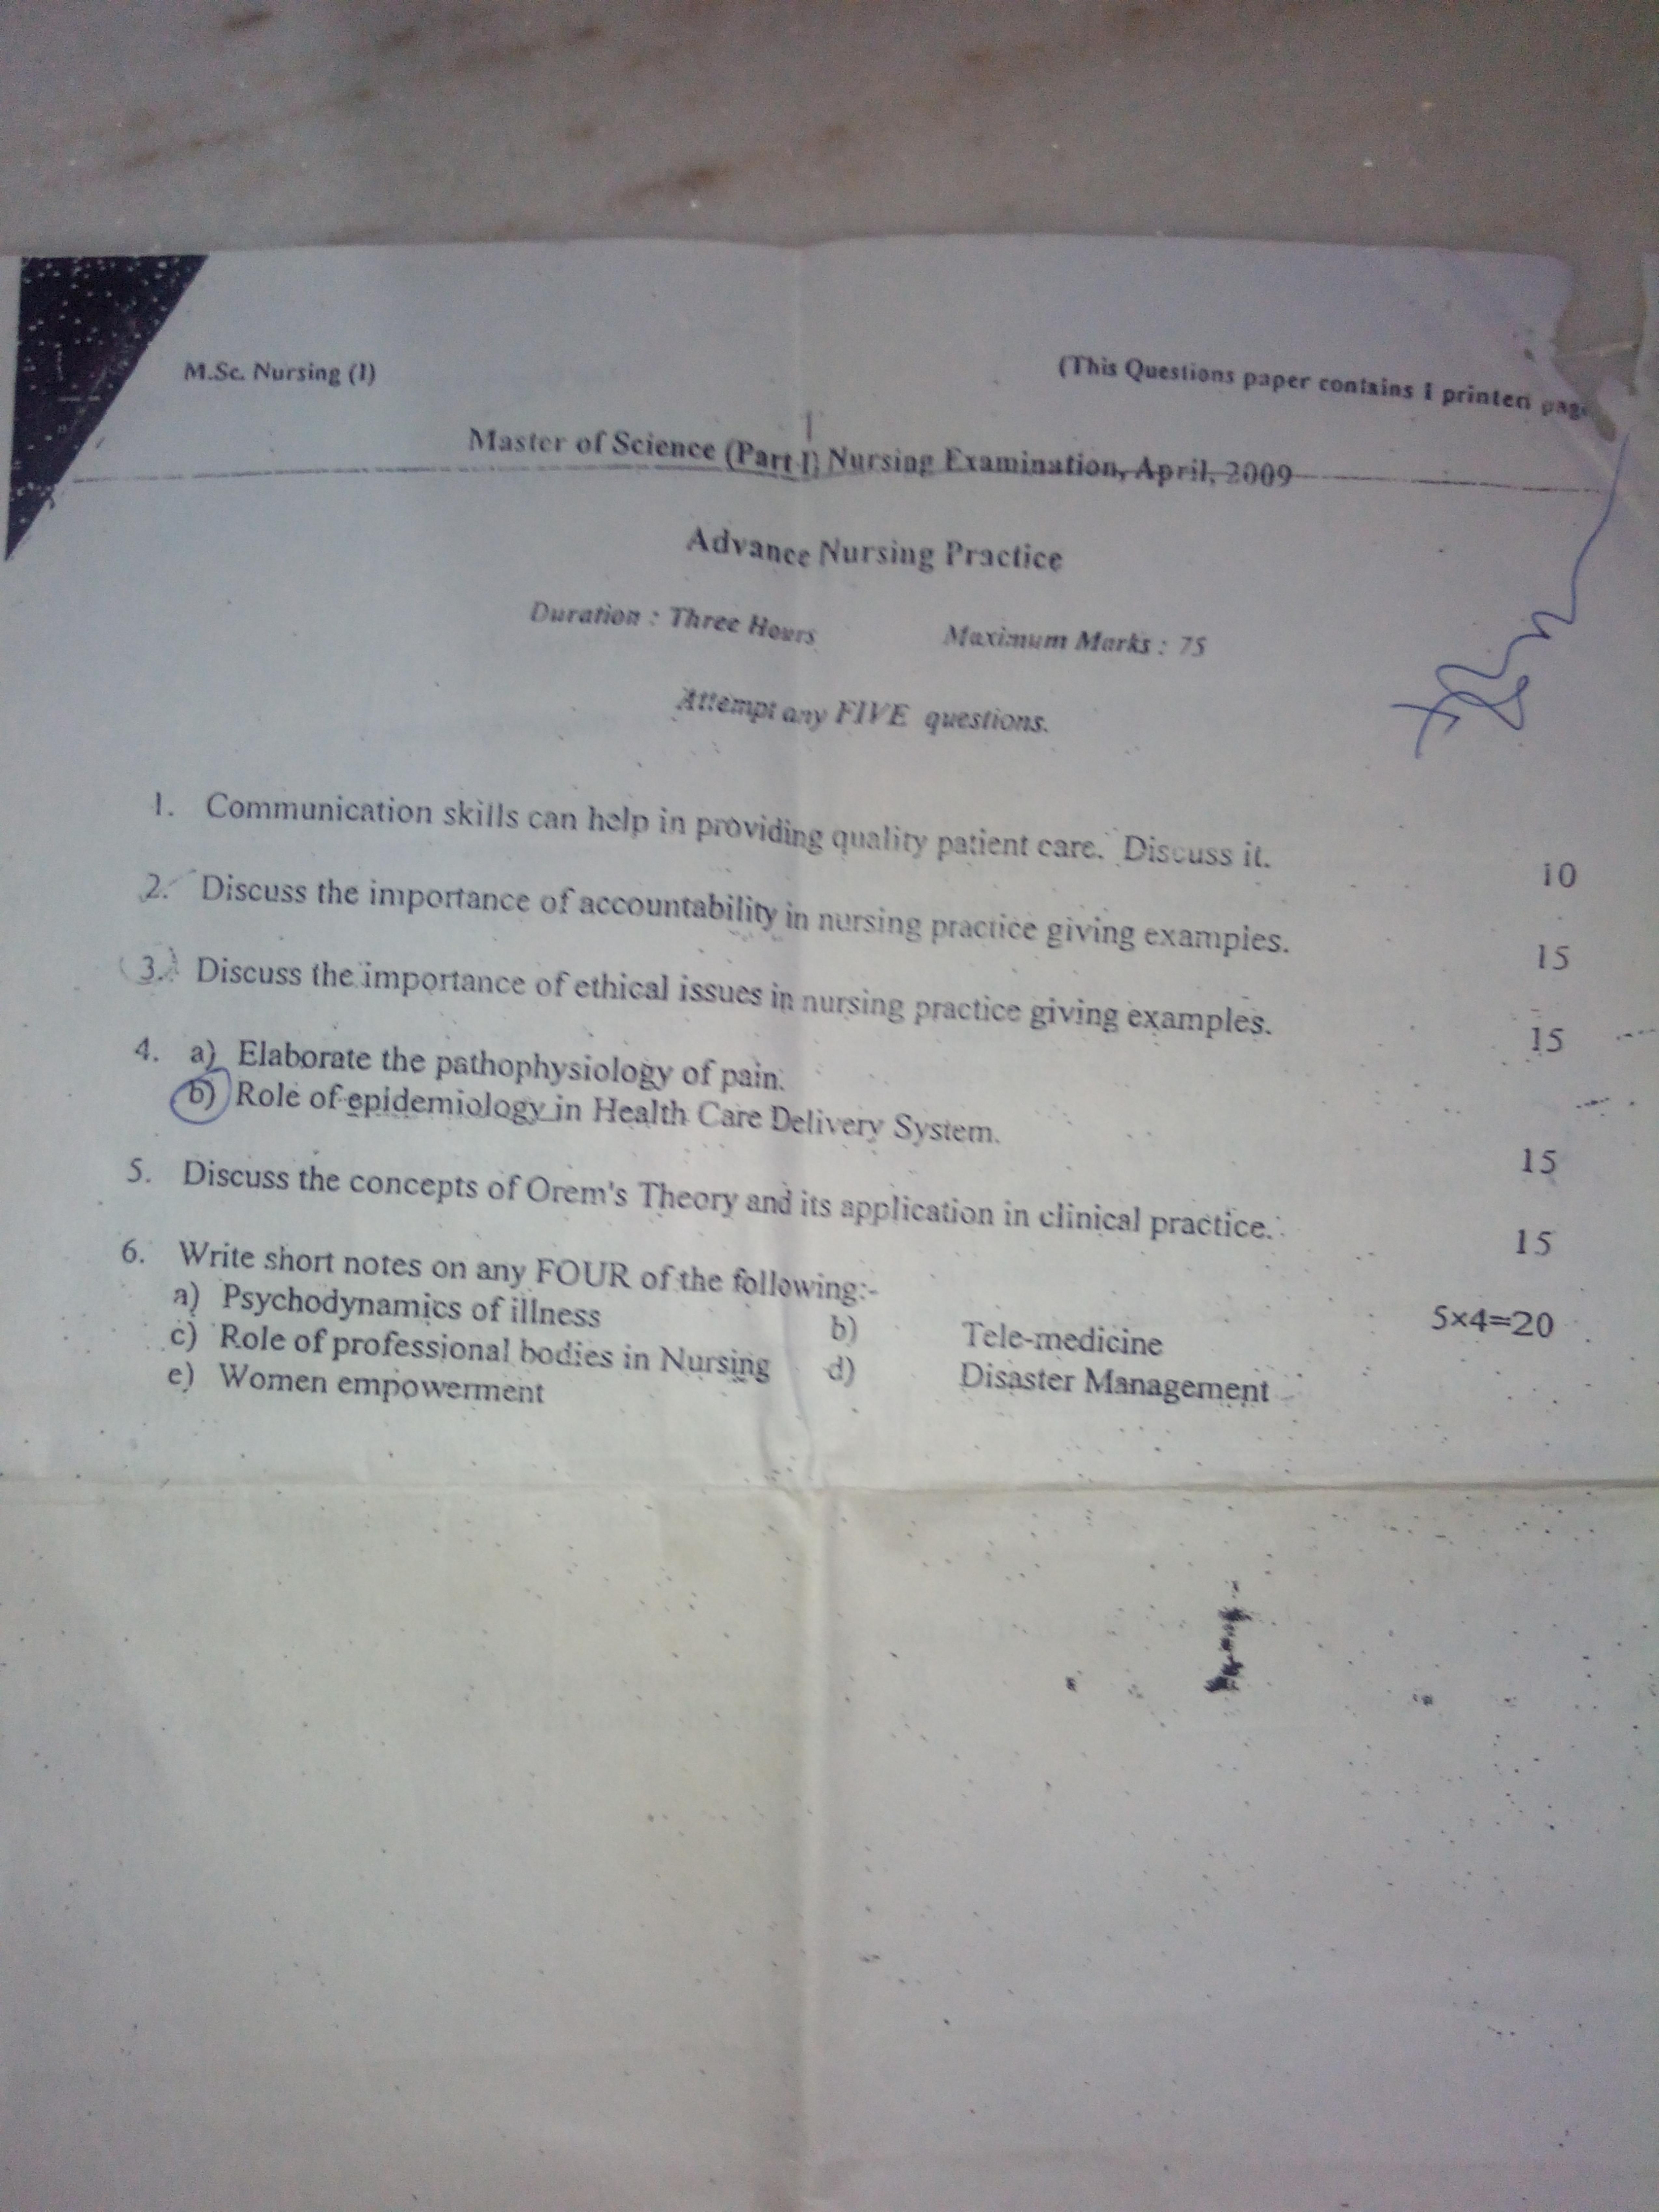 M.Sc. Nursing (I)
(This Questions paper contains 1 printed
Master of Science (Part I) Nursing Examination, April, 2009
Advance Nursing Practice
Duration : Three Hours Maximum Marks : 75
Attempt any FIVE questions.
1. Communication skills can help in providing quality patient care. Discuss it. 10
2. Discuss the importance of accountability in nursing practice giving examples. 15
3. Discuss the importance of ethical issues in nursing practice giving examples. 15
4. a) Elaborate the pathophysiology of pain.
b) Role of epidemiology in Health Care Delivery System. 15
5. Discuss the concepts of Orem's Theory and its application in clinical practice. 15
6. Write short notes on any FOUR of the following:- 5×4=20
a) Psychodynamics of illness b) Tele-medicine
c) Role of professional bodies in Nursing d) Disaster Management
e) Women empowerment